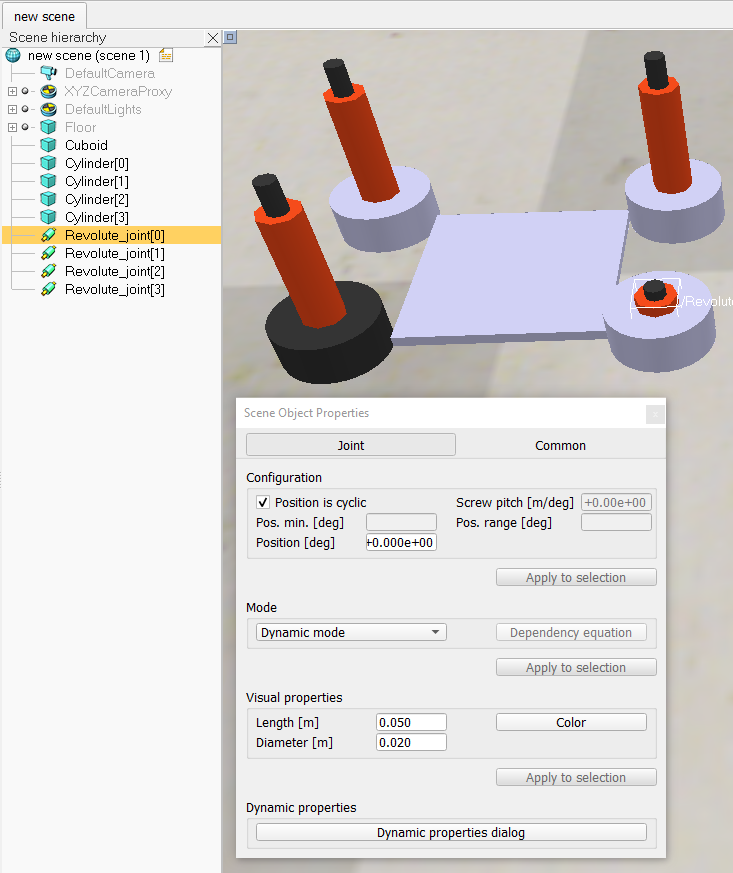 new scene
Scene hierarchy
new scene (scene 1)
DefaultCamera
XYZCameraProxy
DefaultLights
Floor
Cuboid
Cylinder[0]
Cylinder[1]
Cylinder[2]
Cylinder[3]
Revolute_joint[0]
Revolute_joint[1]
Revolute_joint[2]
Revolute_joint[3]
/Revolute
Scene Object Properties
Joint Common
Configuration
Position is cyclic Screw pitch [m/deg] +0.00e+00
Pos. min. [deg] Pos. range [deg]
Position [deg] +0.000e+00
Apply to selection
Mode
Dynamic mode Dependency equation
Apply to selection
Visual properties
Length [m] 0.050 Color
Diameter [m] 0.020
Apply to selection
Dynamic properties
Dynamic properties dialog